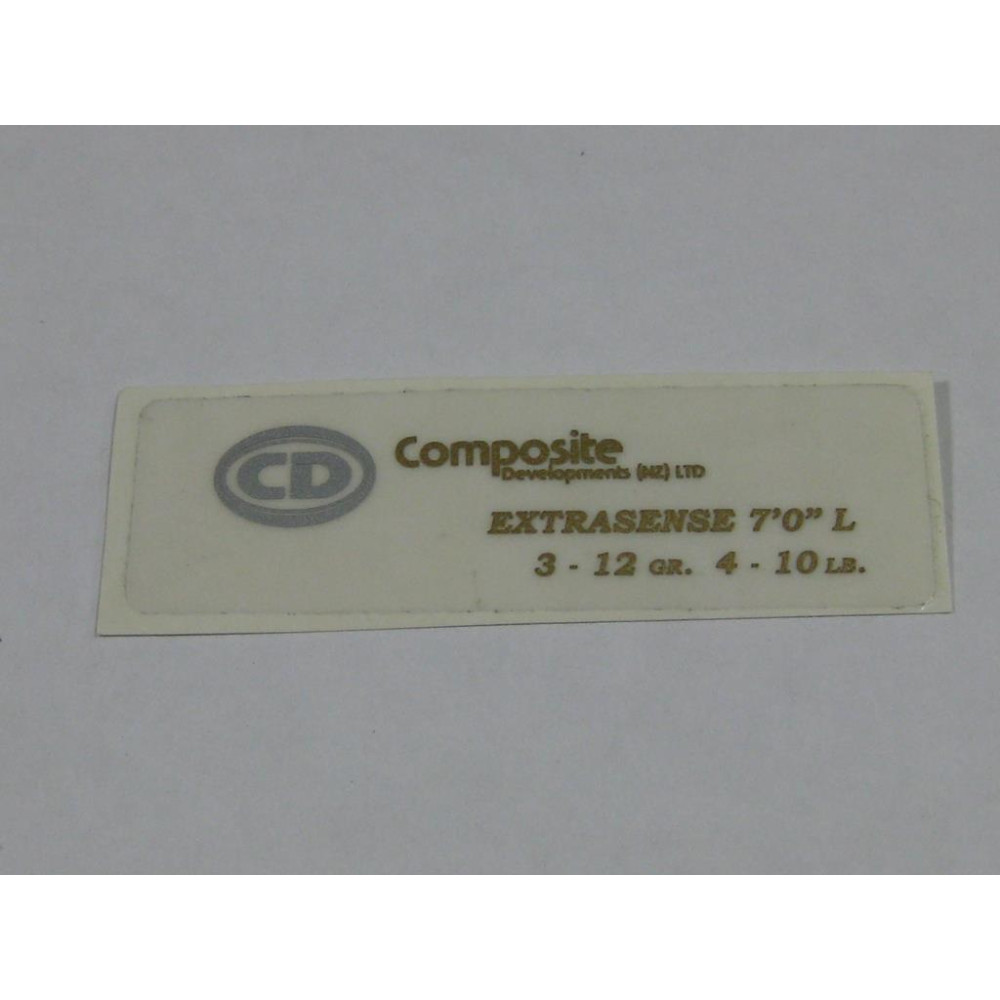 CD
Composite
Developments (NZ) LTD
EXTRASENSE 7'0" L
3 - 12 GR. 4 - 10 LB.